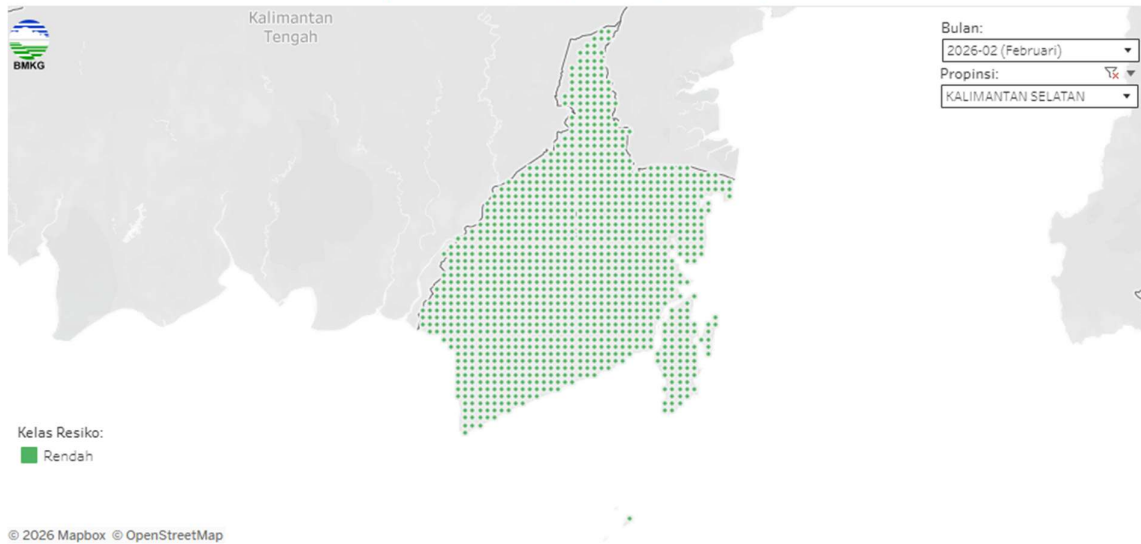 Kalimantan
Tengah
BMKG
Bulan:
2026-02 (Februari)
Propinsi:
KALIMANTAN SELATAN
Kelas Resiko:
Rendah
© 2026 Mapbox © OpenStreetMap